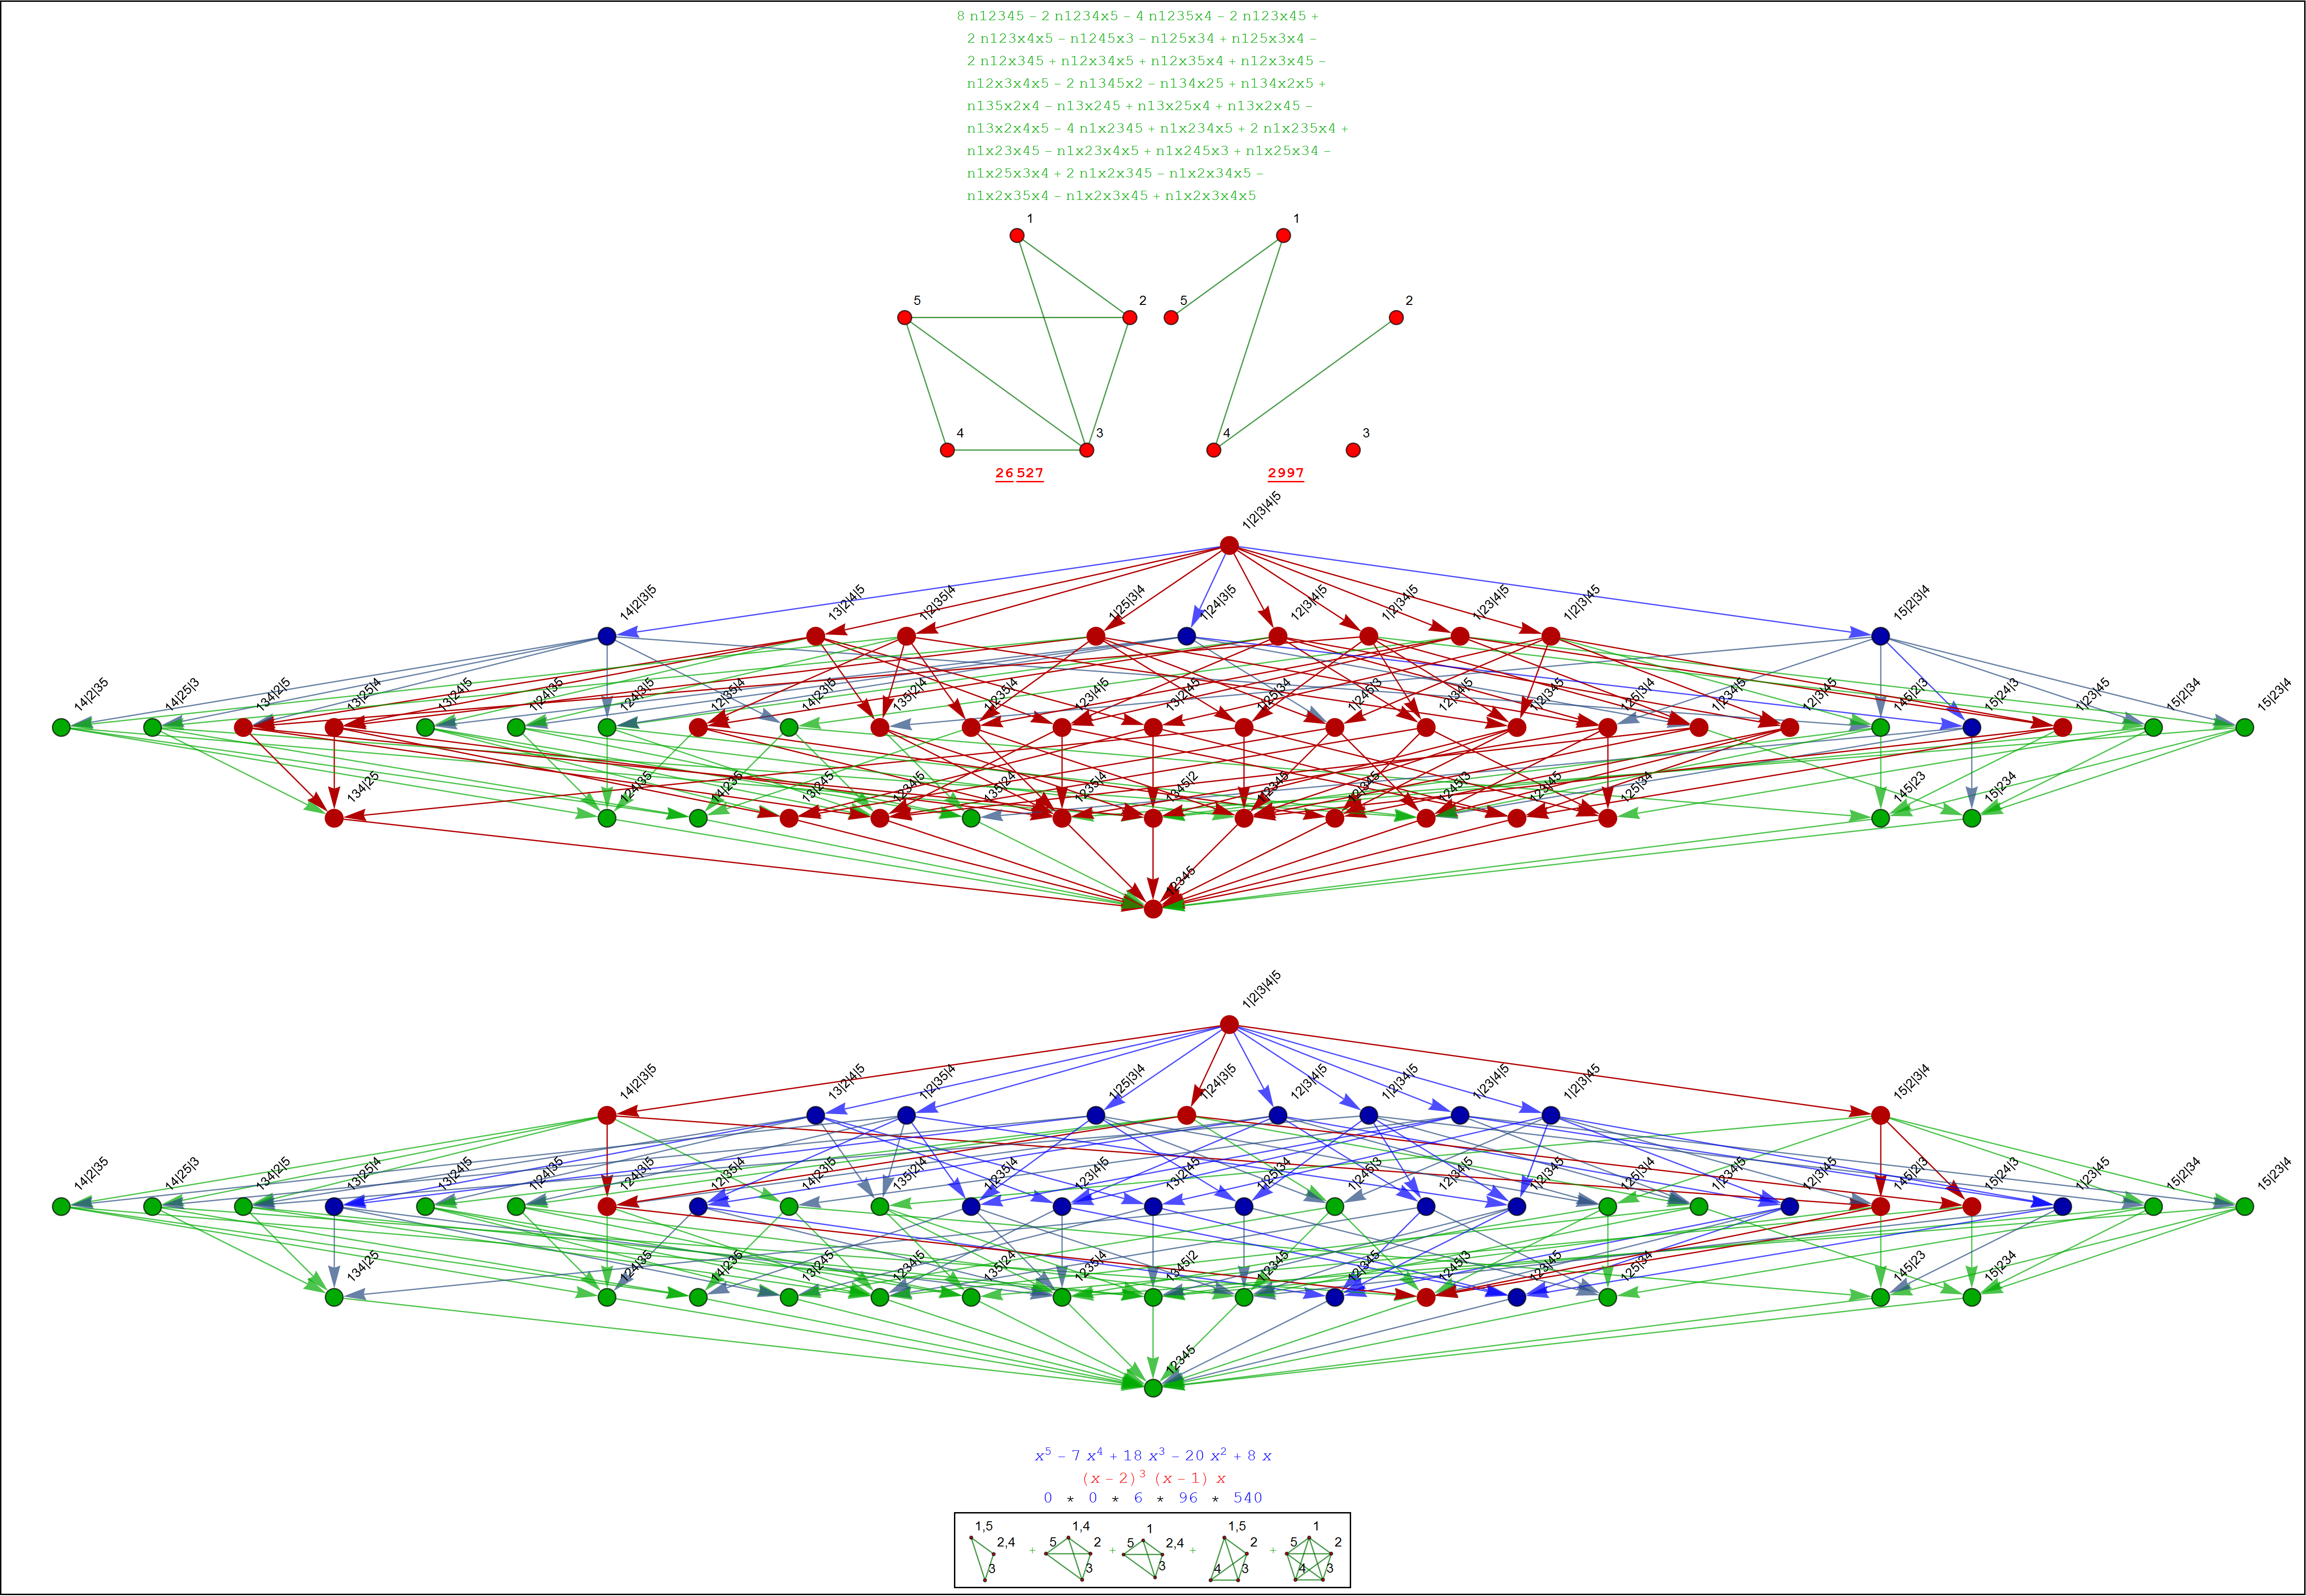 8 n12345 − 2 n1234x5 − 4 n1235x4 − 2 n123x45 +
2 n123x4x5 − n1245x3 − n125x34 + n125x3x4 −
2 n12x345 + n12x34x5 + n12x35x4 + n12x3x45 −
n12x3x4x5 − 2 n1345x2 − n134x25 + n134x2x5 +
n135x2x4 − n13x245 + n13x25x4 + n13x2x45 −
n13x2x4x5 − 4 n1x2345 + n1x234x5 + 2 n1x235x4 +
n1x23x45 − n1x23x4x5 + n1x245x3 + n1x25x34 −
n1x25x3x4 + 2 n1x2x345 − n1x2x34x5 −
n1x2x35x4 − n1x2x3x45 + n1x2x3x4x5
1 1
5 2 5 2
4 3 4 3
26 527 2997
1|2|3|4|5
14|2|3|5 13|2|4|5 1|2|35|4 1|25|3|4 1|24|3|5 12|3|4|5 1|2|34|5 1|23|4|5 1|2|3|45 15|2|3|4
14|2|35 14|25|3 134|2|5 13|25|4 13|24|5 1|24|35 124|3|5 12|35|4 14|23|5 135|2|4 1|235|4 123|4|5 13|2|45 1|25|34 1|245|3 12|34|5 1|2|345 125|3|4 1|234|5 12|3|45 145|2|3 15|24|3 1|23|45 15|2|34 15|23|4
134|25 124|35 14|235 13|245 1234|5 135|24 1235|4 1345|2 1|2345 12|345 1245|3 123|45 125|34 145|23 15|234
12345
1|2|3|4|5
14|2|3|5 13|2|4|5 1|2|35|4 1|25|3|4 1|24|3|5 12|3|4|5 1|2|34|5 1|23|4|5 1|2|3|45 15|2|3|4
14|2|35 14|25|3 134|2|5 13|25|4 13|24|5 1|24|35 124|3|5 12|35|4 14|23|5 135|2|4 1|235|4 123|4|5 13|2|45 1|25|34 1|245|3 12|34|5 1|2|345 125|3|4 1|234|5 12|3|45 145|2|3 15|24|3 1|23|45 15|2|34 15|23|4
134|25 124|35 14|235 13|245 1234|5 135|24 1235|4 1345|2 1|2345 12|345 1245|3 123|45 125|34 145|23 15|234
12345
x⁵ − 7 x⁴ + 18 x³ − 20 x² + 8 x
(x − 2)³ (x − 1) x
0 * 0 * 6 * 96 * 540
1,5 2,4 3 + 1,4 5 2 3 + 1 5 2,4 3 + 1,5 2 4 3 + 1 5 2 4 3